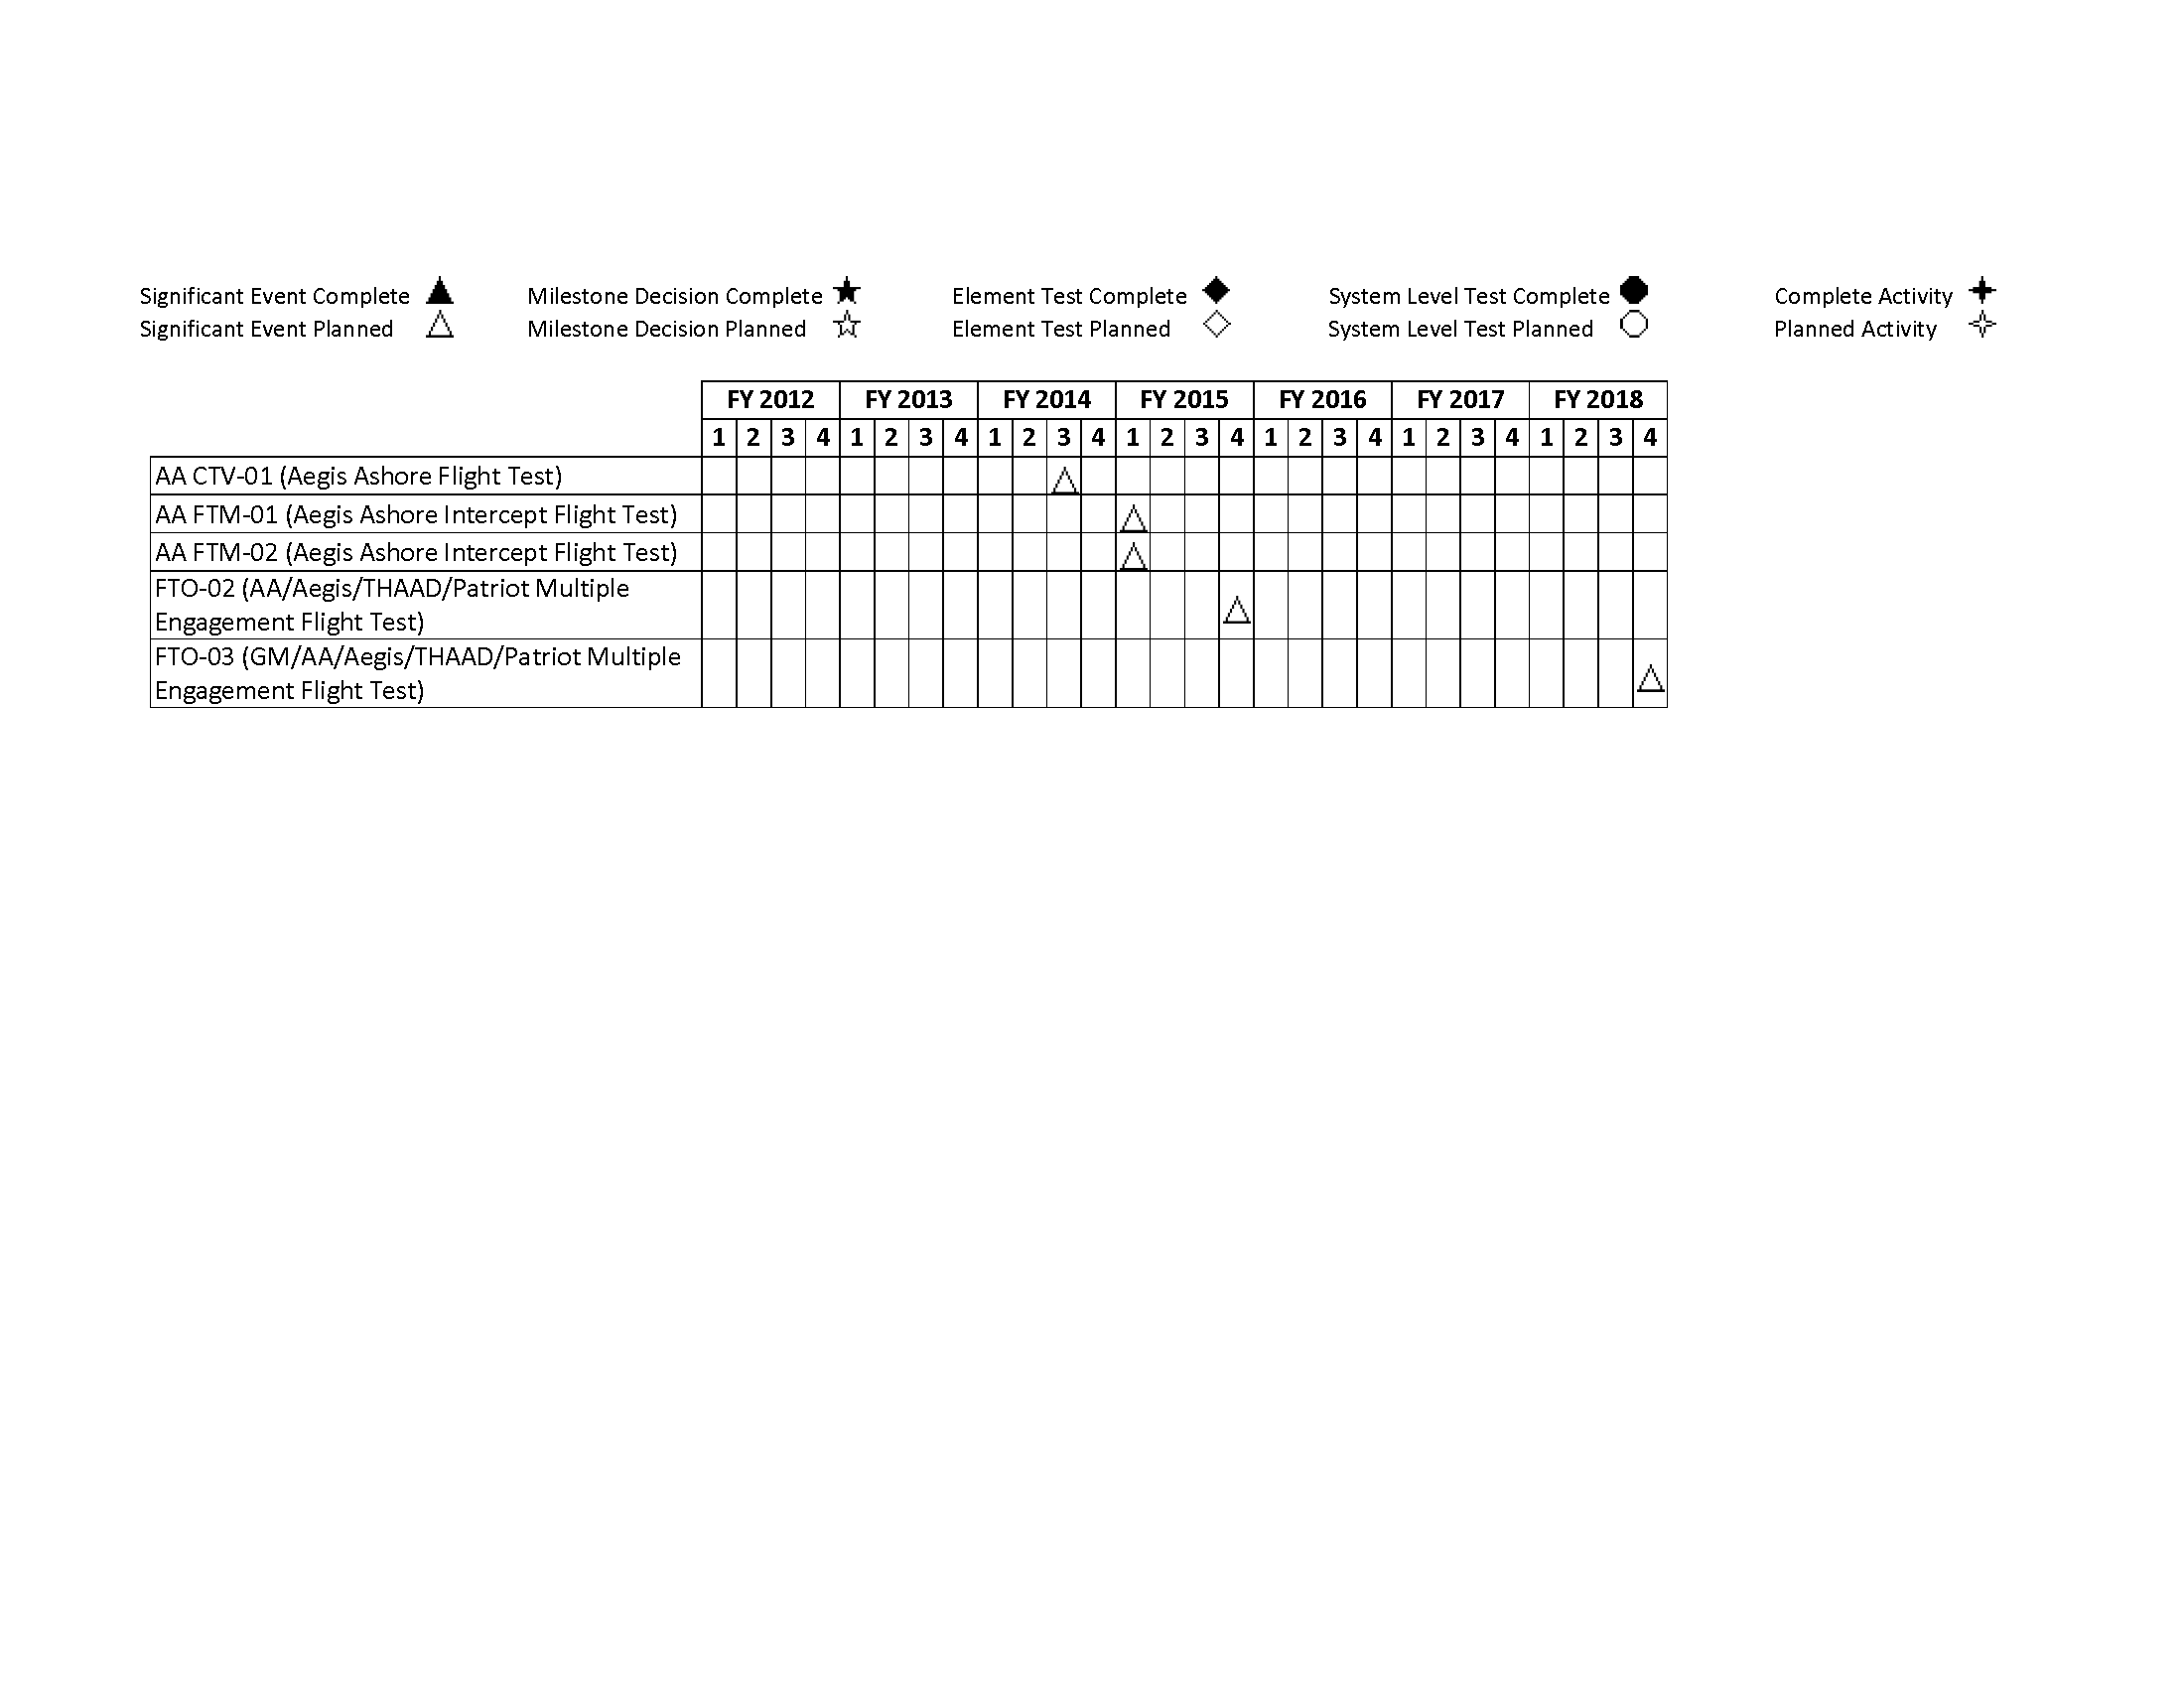 Significant Event Complete ▲ Milestone Decision Complete ★ Element Test Complete ◆ System Level Test Complete ● Complete Activity ✦
Significant Event Planned △ Milestone Decision Planned ☆ Element Test Planned ◇ System Level Test Planned ○ Planned Activity ✧
FY 2012 FY 2013 FY 2014 FY 2015 FY 2016 FY 2017 FY 2018
1 2 3 4 1 2 3 4 1 2 3 4 1 2 3 4 1 2 3 4 1 2 3 4 1 2 3 4
AA CTV-01 (Aegis Ashore Flight Test) △
AA FTM-01 (Aegis Ashore Intercept Flight Test) △
AA FTM-02 (Aegis Ashore Intercept Flight Test) △
FTO-02 (AA/Aegis/THAAD/Patriot Multiple
Engagement Flight Test) △
FTO-03 (GM/AA/Aegis/THAAD/Patriot Multiple
Engagement Flight Test) △